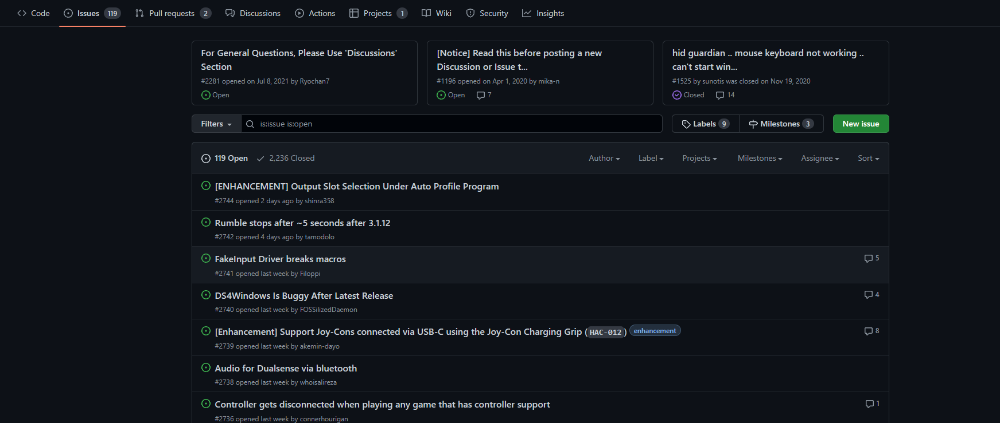 Code Issues 119 Pull requests 2 Discussions Actions Projects 1 Wiki Security Insights
For General Questions, Please Use 'Discussions'
Section
#2281 opened on Jul 8, 2021 by Ryochan7
Open
[Notice] Read this before posting a new
Discussion or Issue t...
#1196 opened on Apr 1, 2020 by mika-n
Open 7
hid guardian .. mouse keyboard not working ..
can't start win...
#1525 by sunotis was closed on Nov 19, 2020
Closed 14
Filters is:issue is:open Labels 9 Milestones 3 New issue
119 Open 2,236 Closed Author Label Projects Milestones Assignee Sort
[ENHANCEMENT] Output Slot Selection Under Auto Profile Program
#2744 opened 2 days ago by shinra358
Rumble stops after ~5 seconds after 3.1.12
#2742 opened 4 days ago by tamodolo
FakeInput Driver breaks macros 5
#2741 opened last week by Filoppi
DS4Windows Is Buggy After Latest Release 4
#2740 opened last week by FOSSilizedDaemon
[Enhancement] Support Joy-Cons connected via USB-C using the Joy-Con Charging Grip (HAC-012) enhancement 8
#2739 opened last week by akemin-dayo
Audio for Dualsense via bluetooth
#2738 opened last week by whoisalireza
Controller gets disconnected when playing any game that has controller support 1
#2736 opened last week by connerhourigan